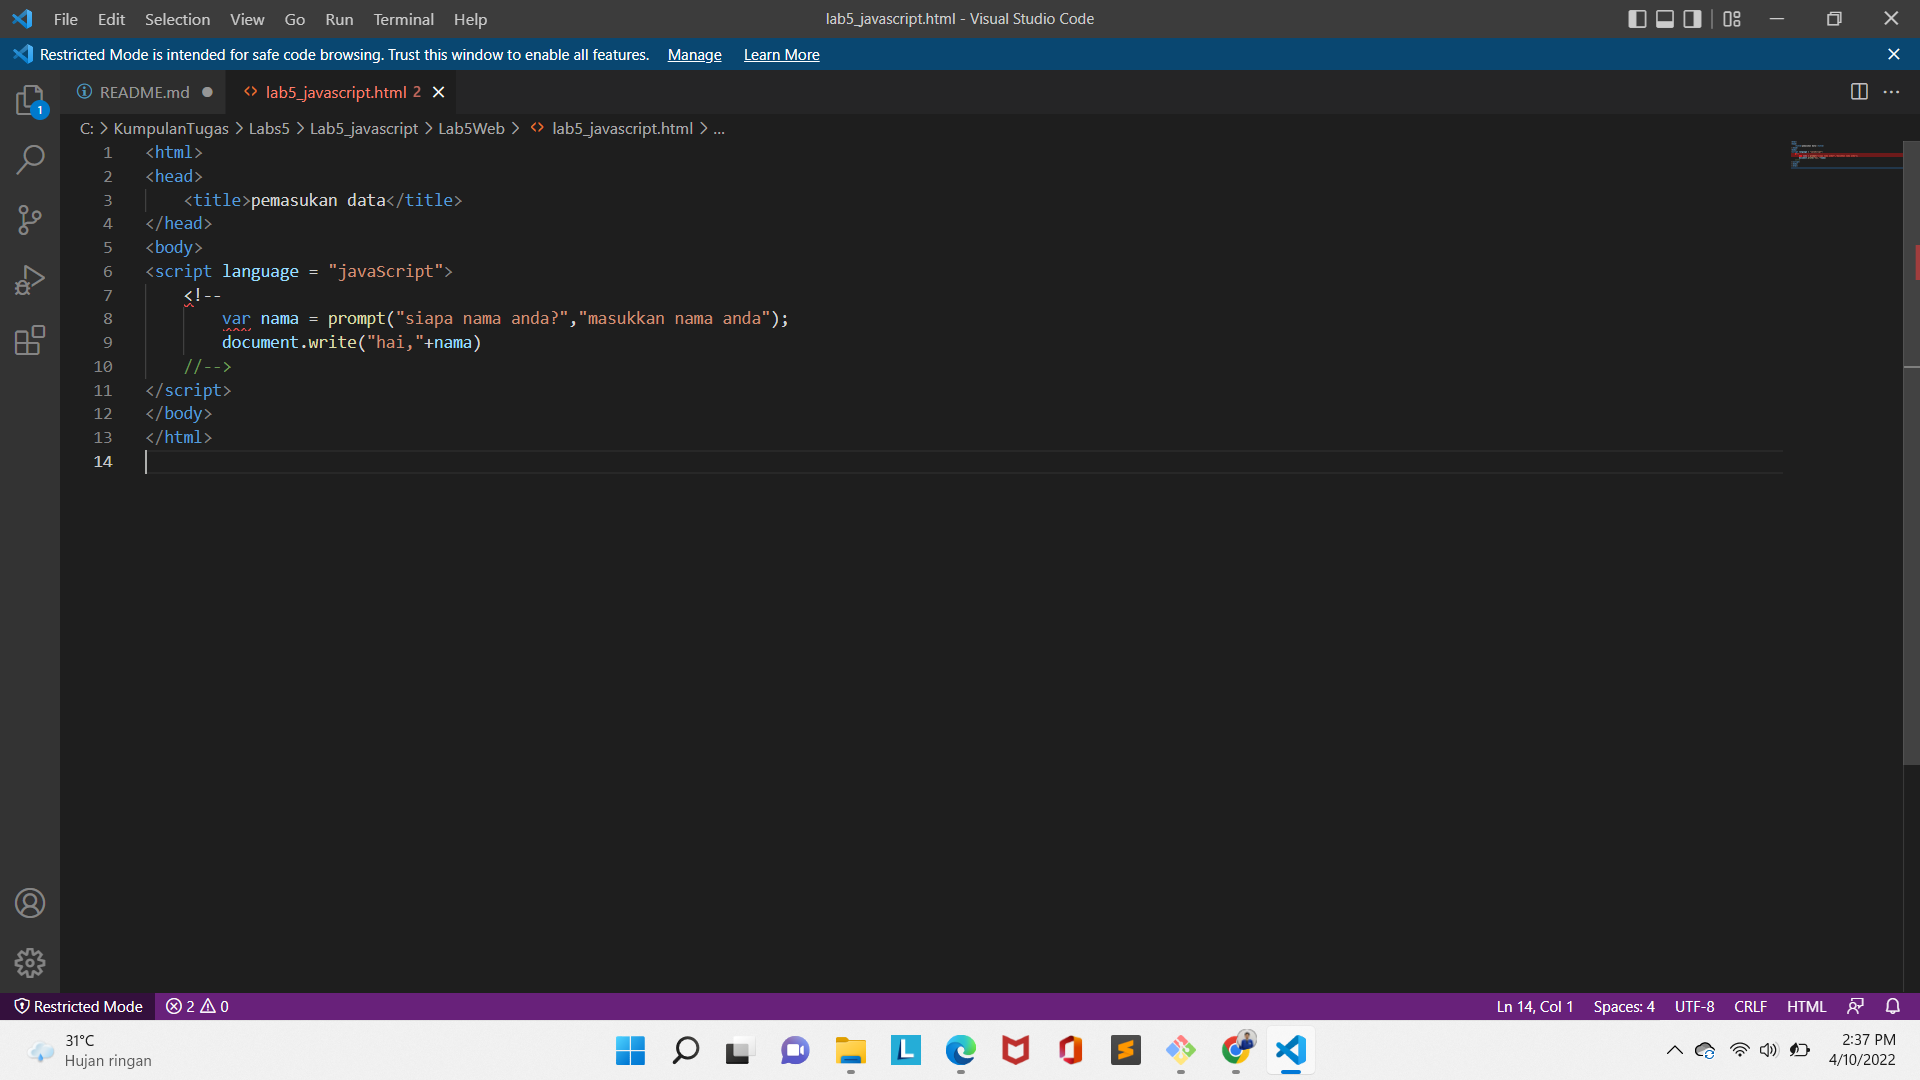 File Edit Selection View Go Run Terminal Help lab5_javascript.html - Visual Studio Code
Restricted Mode is intended for safe code browsing. Trust this window to enable all features. Manage Learn More
README.md lab5_javascript.html 2
1
C: > KumpulanTugas > Labs5 > Lab5_javascript > Lab5Web > lab5_javascript.html > ...
1 <html>
2 <head>
3 <title>pemasukan data</title>
4 </head>
5 <body>
6 <script language = "javaScript">
7 <!--
8 var nama = prompt("siapa nama anda?","masukkan nama anda");
9 document.write("hai,"+nama)
10 //-->
11 </script>
12 </body>
13 </html>
14
Restricted Mode 2 0 Ln 14, Col 1 Spaces: 4 UTF-8 CRLF HTML
31°C
Hujan ringan
2:37 PM
4/10/2022